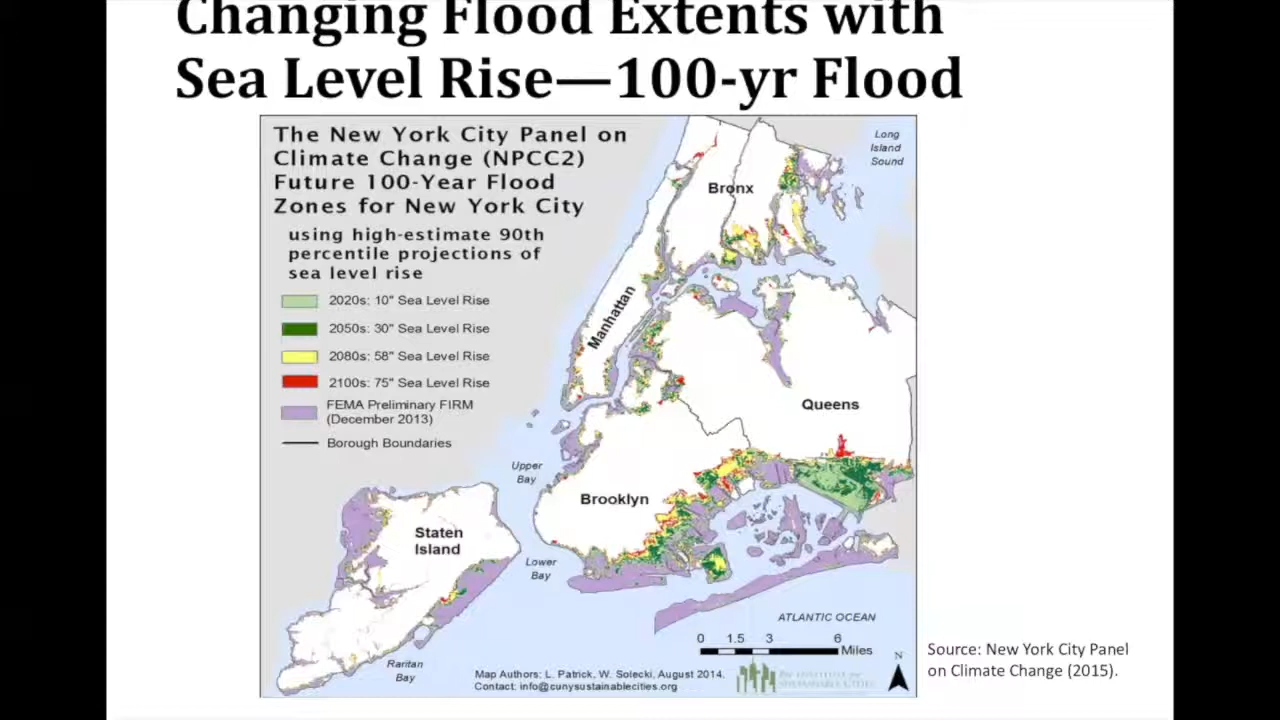 Changing Flood Extents with
Sea Level Rise—100-yr Flood
The New York City Panel on
Climate Change (NPCC2)
Future 100-Year Flood
Zones for New York City
using high-estimate 90th
percentile projections of
sea level rise
2020s: 10" Sea Level Rise
2050s: 30" Sea Level Rise
2080s: 58" Sea Level Rise
2100s: 75" Sea Level Rise
FEMA Preliminary FIRM
(December 2013)
Borough Boundaries
Long
Island
Sound
Bronx
Manhattan
Queens
Upper
Bay
Brooklyn
Staten
Island
Lower
Bay
ATLANTIC OCEAN
0 1.5 3 6
Miles
N
Raritan
Bay
Map Authors: L. Patrick, W. Solecki, August 2014.
Contact: info@cunysustainablecities.org
Source: New York City Panel
on Climate Change (2015).